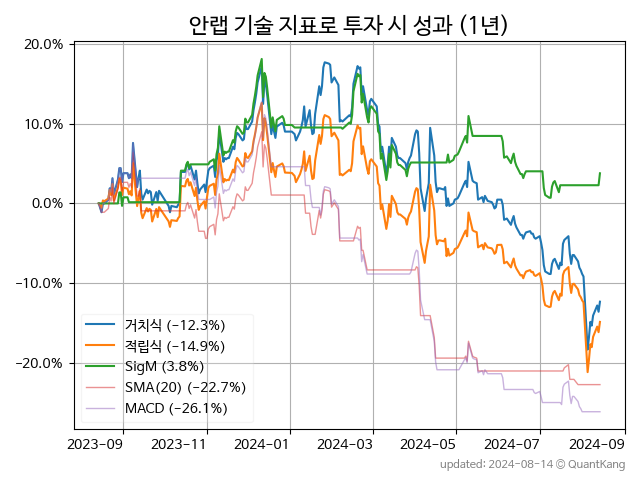 안랩 기술 지표로 투자 시 성과 (1년)
20.0%
10.0%
0.0%
−10.0%
−20.0%
거치식 (−12.3%)
적립식 (−14.9%)
SigM (3.8%)
SMA(20) (−22.7%)
MACD (−26.1%)
2023−09 2023−11 2024−01 2024−03 2024−05 2024−07 2024−09
updated: 2024−08−14 © QuantKang